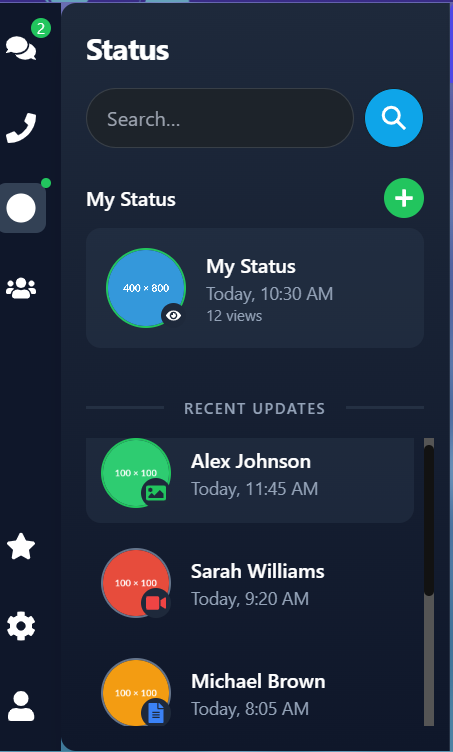 2
Status
Search...
My Status
400 × 800
My Status
Today, 10:30 AM
12 views
RECENT UPDATES
100 × 100
Alex Johnson
Today, 11:45 AM
100 × 100
Sarah Williams
Today, 9:20 AM
100 × 100
Michael Brown
Today, 8:05 AM